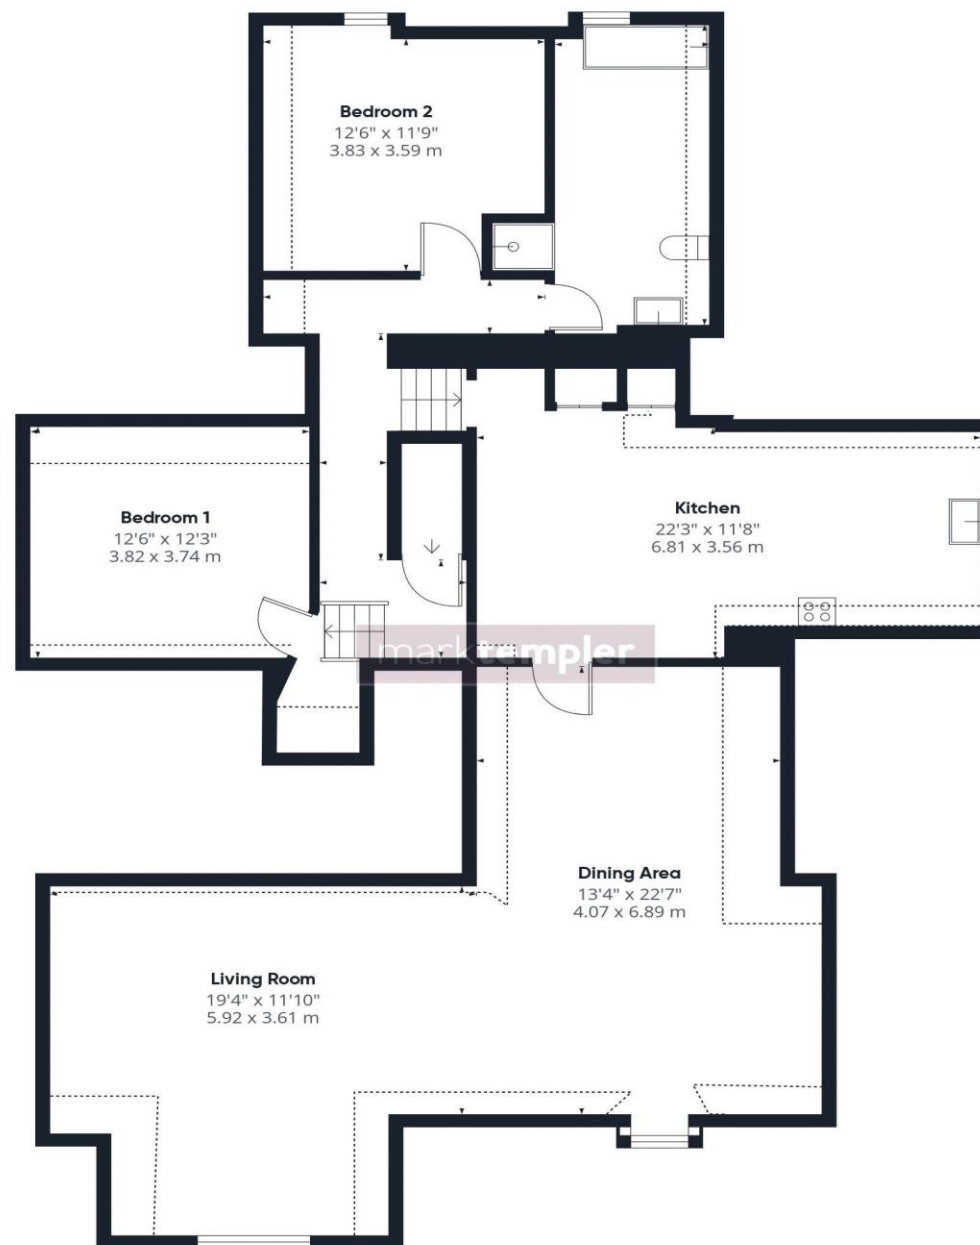 Bedroom 2
12'6" x 11'9"
3.83 x 3.59 m
Bedroom 1
12'6" x 12'3"
3.82 x 3.74 m
Kitchen
22'3" x 11'8"
6.81 x 3.56 m
marktempler
Dining Area
13'4" x 22'7"
4.07 x 6.89 m
Living Room
19'4" x 11'10"
5.92 x 3.61 m